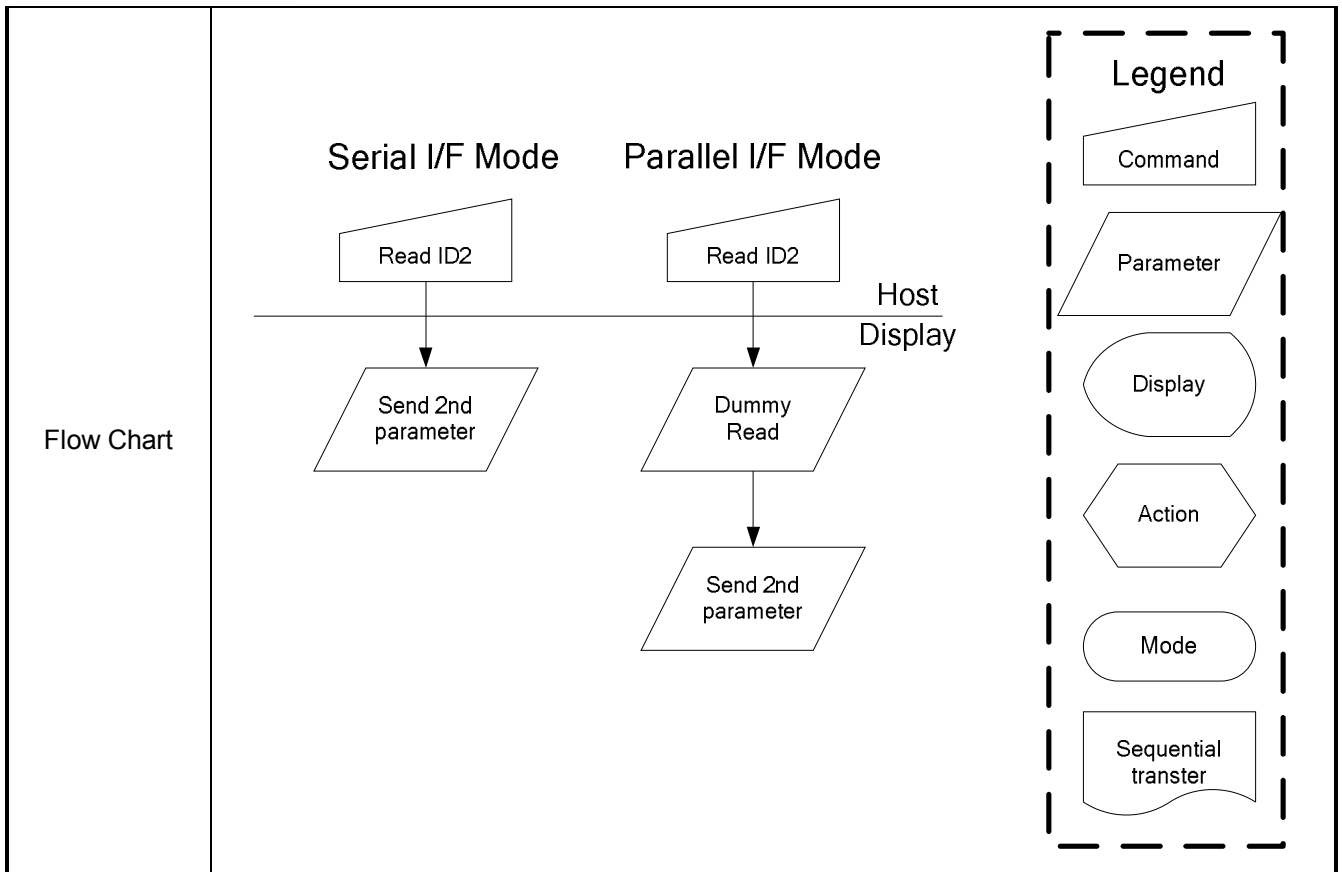 Flow Chart
Serial I/F Mode
Parallel I/F Mode
Read ID2
Read ID2
Host
Display
Send 2nd
parameter
Dummy
Read
Send 2nd
parameter
Legend
Command
Parameter
Display
Action
Mode
Sequential
transter